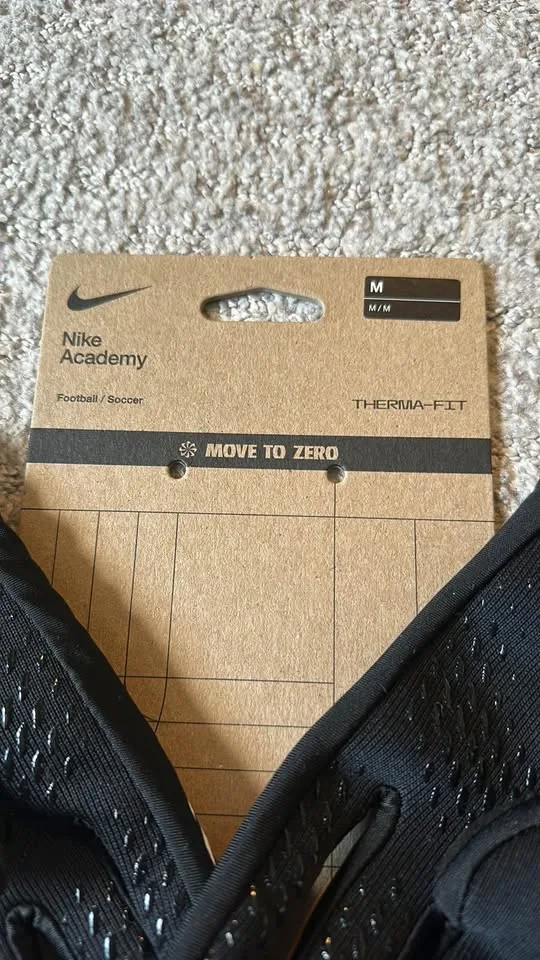 M
M / M
Nike
Academy
Football / Soccer
THERMA-FIT
MOVE TO ZERO